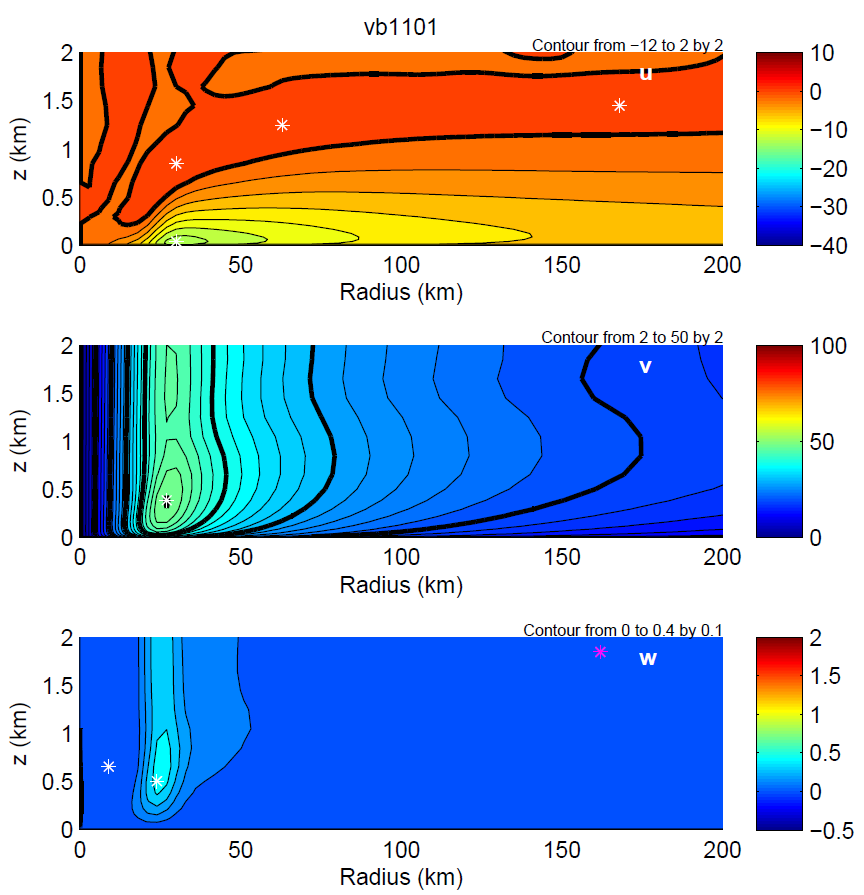 vb1101
Contour from −12 to 2 by 2
u
z (km)
2
1.5
1
0.5
0
0 50 100 150 200
Radius (km)
10
0
−10
−20
−30
−40
Contour from 2 to 50 by 2
v
z (km)
2
1.5
1
0.5
0
0 50 100 150 200
Radius (km)
100
50
0
Contour from 0 to 0.4 by 0.1
w
z (km)
2
1.5
1
0.5
0
0 50 100 150 200
Radius (km)
2
1.5
1
0.5
0
−0.5